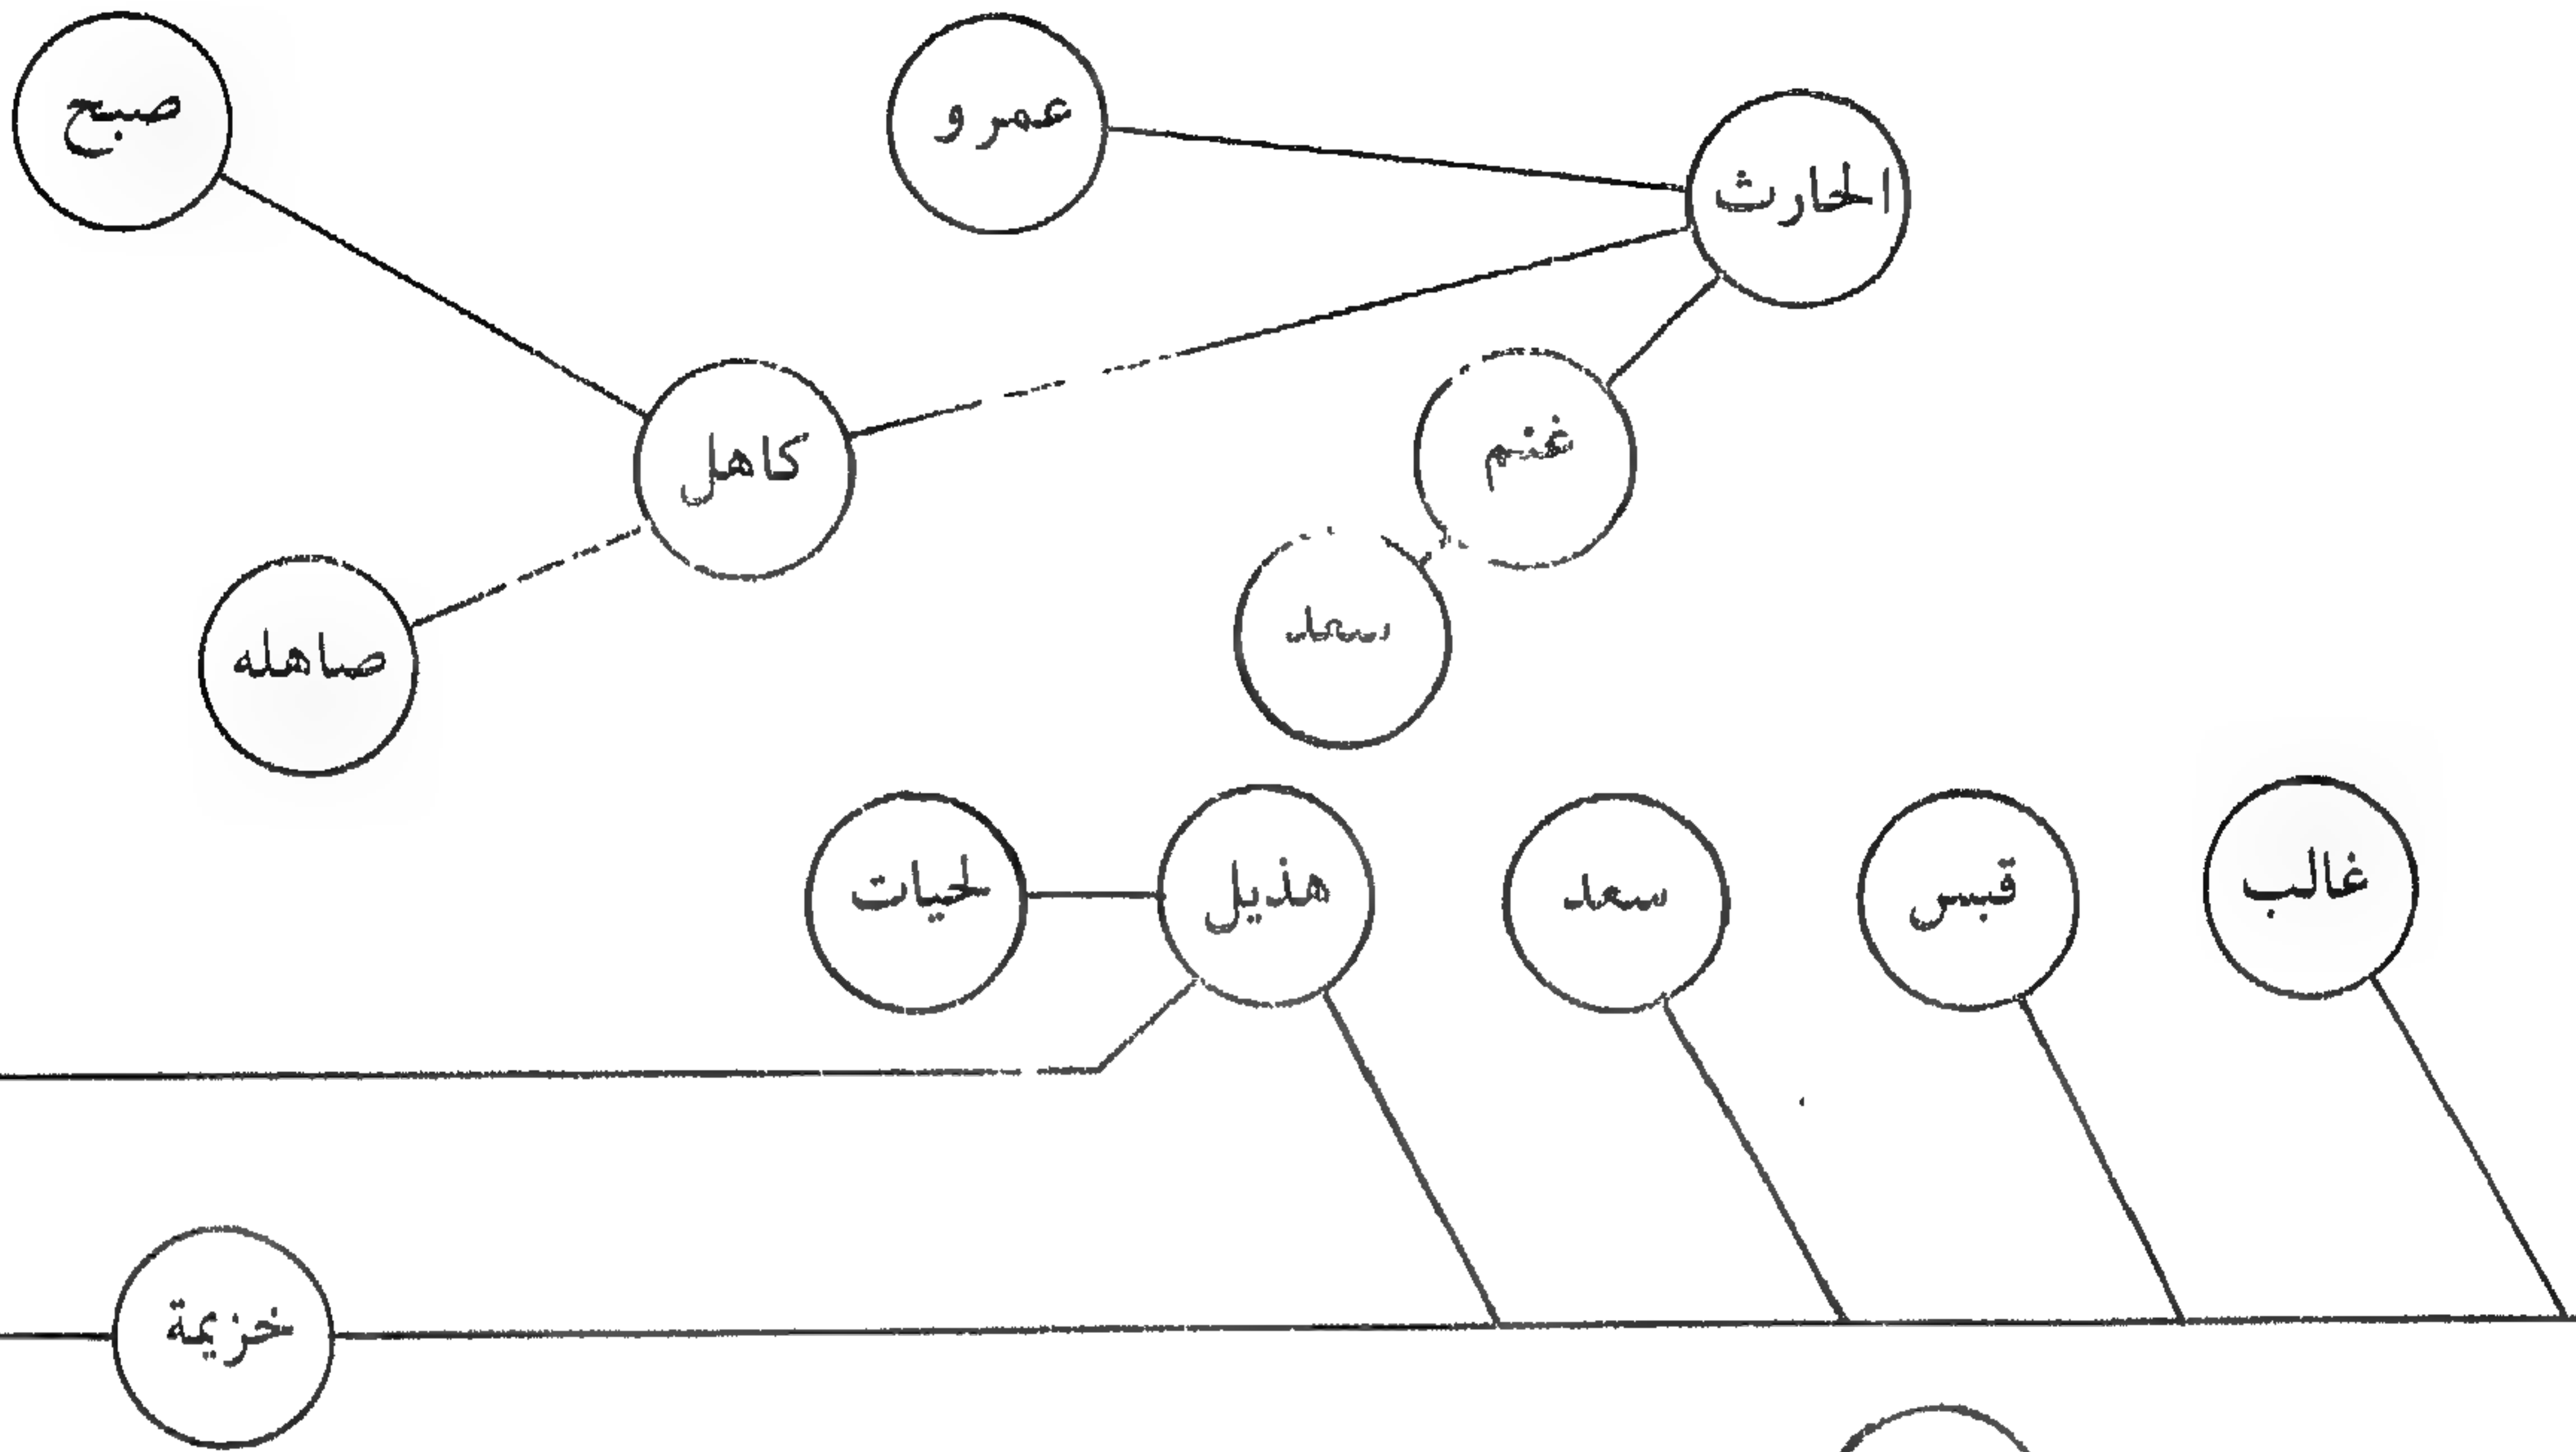 الحارث
عمرو
صبح
غنم
كاهل
سعد
صاهله
غالب
قبس
سعد
هذيل
لحيات
خزيمة